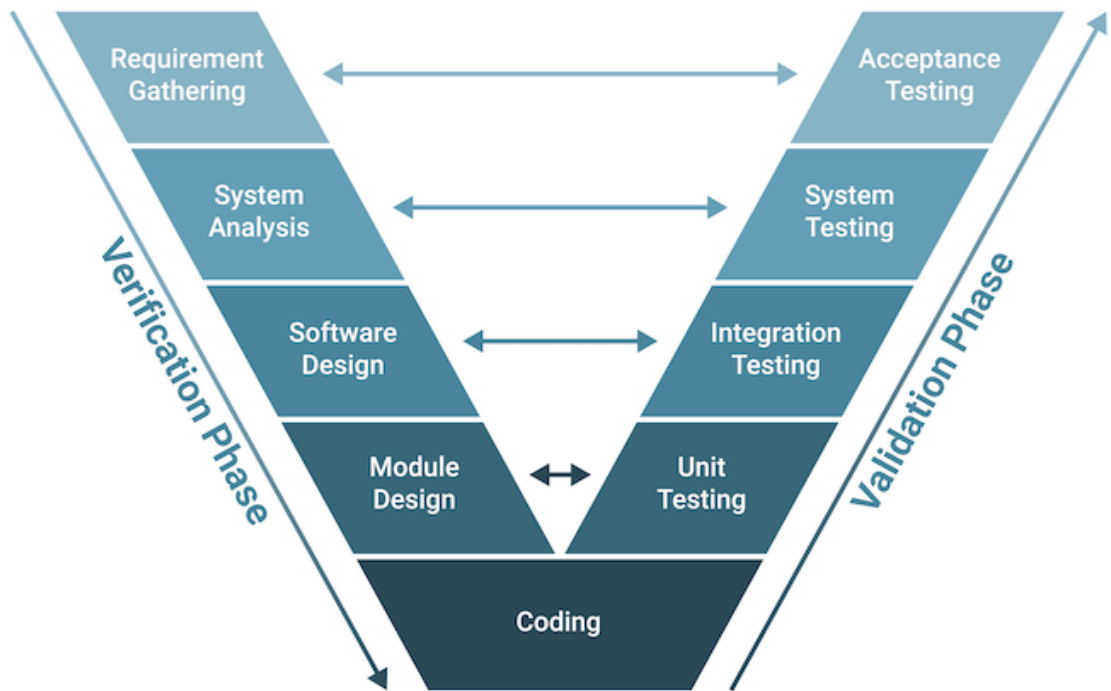 Requirement
Gathering
Acceptance
Testing
System
Analysis
System
Testing
Verification Phase
Software
Design
Integration
Testing
Validation Phase
Module
Design
Unit
Testing
Coding